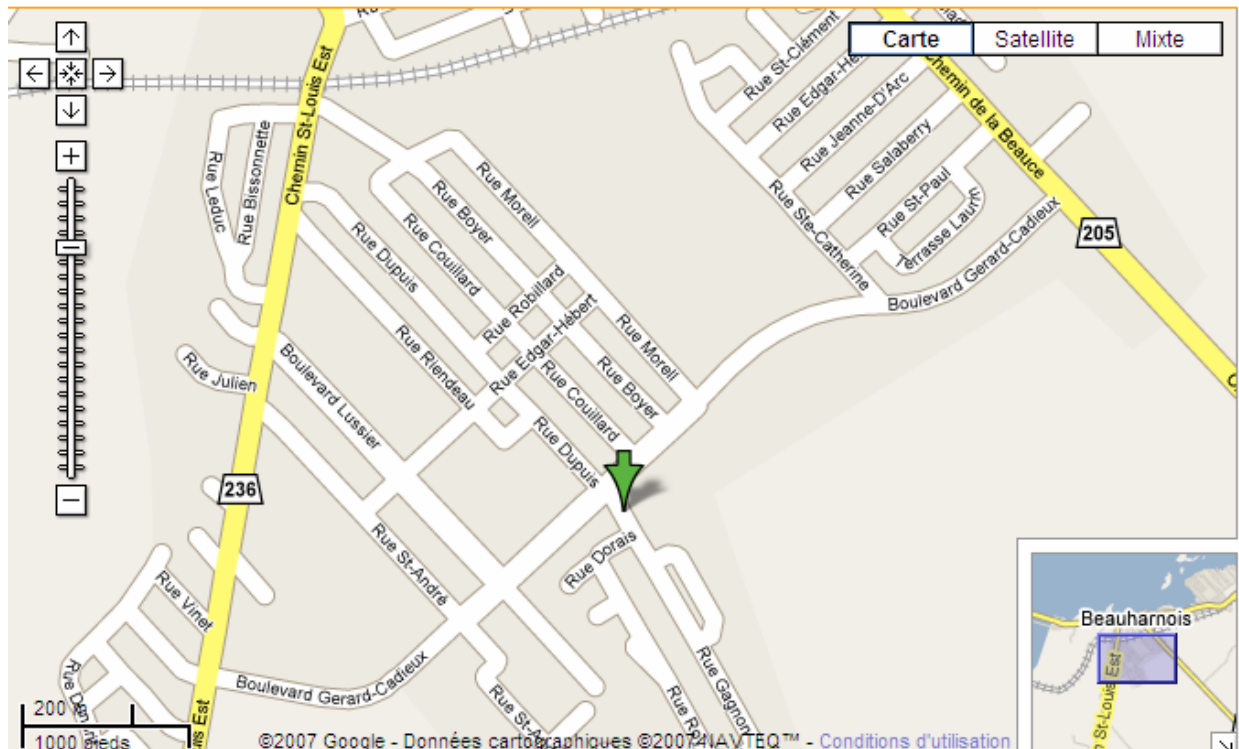 Carte
Satellite
Mixte
Chemin St-Louis Est
Rue St-Clément
Rue Jeanne-D'Arc
Rue Salaberry
Rue St-Paul
Rue Ste-Catherine
Chemin de la Beauce
205
Boulevard Gerard-Cadieux
Rue Leduc
Rue Bissonnette
Rue Morell
Rue Boyer
Rue Couillard
Rue Dupuis
Rue Robillard
Rue Edgar-Hébert
Rue Riendeau
Rue Morell
Rue Boyer
Rue Couillard
Rue Dupuis
Rue Julien
Boulevard Lussier
236
Rue St-André
Rue Dorais
Rue Vinet
Rue Gagnon
Boulevard Gerard-Cadieux
Beauharnois
St-Louis Est
200
1000 pieds
©2007 Google - Données cartographiques ©2007 NAVTEQ™ - Conditions d'utilisation